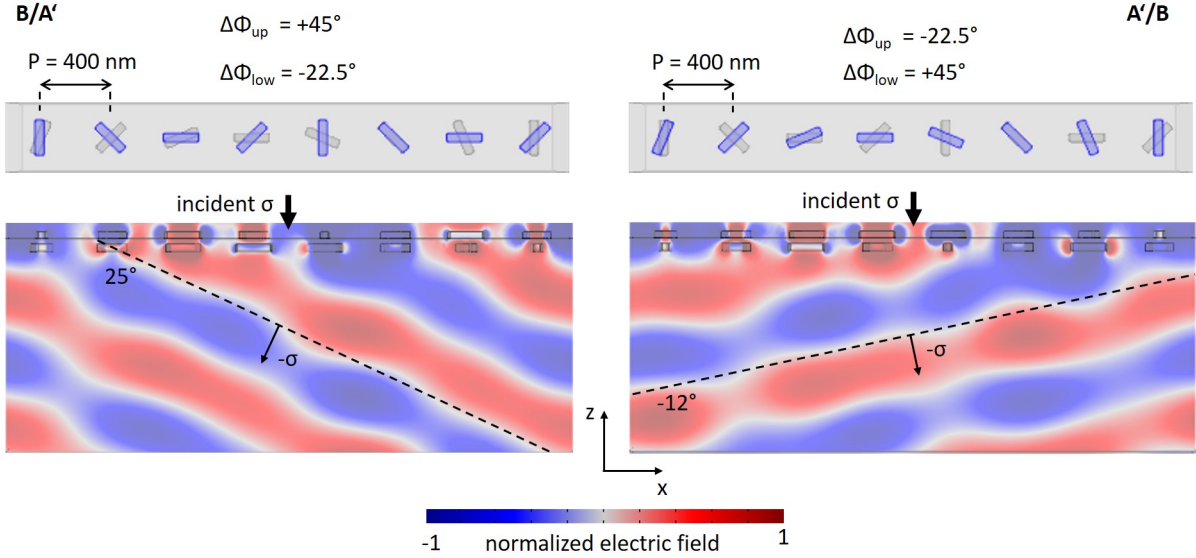 B/A‘
ΔΦup = +45°
P = 400 nm
ΔΦlow = -22.5°
A‘/B
ΔΦup = -22.5°
P = 400 nm
ΔΦlow = +45°
incident σ
25°
-σ
incident σ
-σ
-12°
z
x
-1
normalized electric field
1